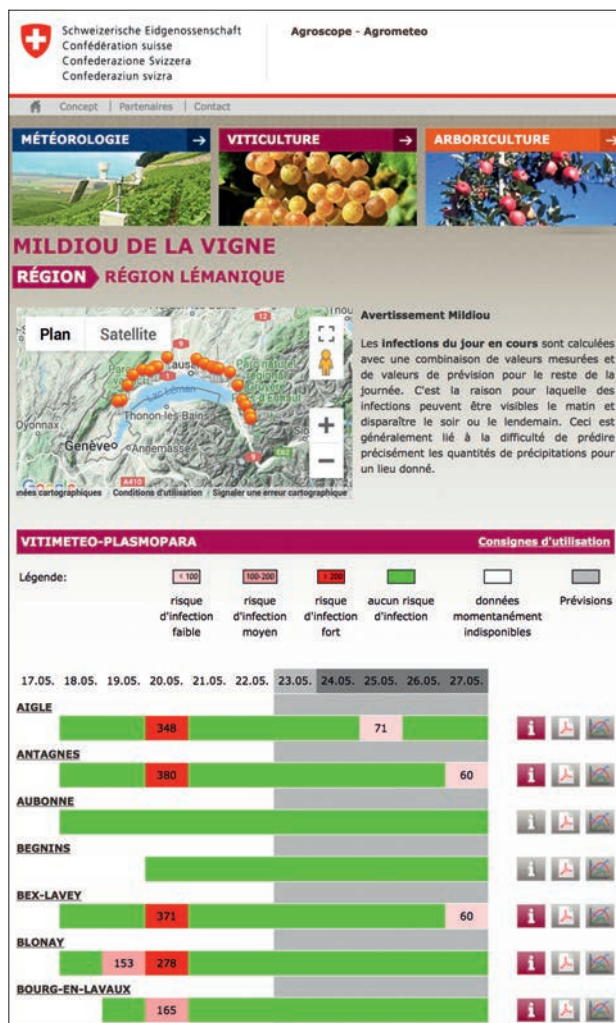 Schweizerische Eidgenossenschaft
Confédération suisse
Confederazione Svizzera
Confederaziun svizra
Agroscope - Agrometeo
Concept | Partenaires | Contact
MÉTÉOROLOGIE
VITICULTURE
ARBORICULTURE
MILDIOU DE LA VIGNE
RÉGION RÉGION LÉMANIQUE
Plan Satellite
Lac Léman
Thonon-les-Bains
Genève
Annemasse
Oyonnax
A410
E62
12
9
9
Google
Conditions d'utilisation
Signaler une erreur cartographique
Avertissement Mildiou
Les infections du jour en cours sont calculées
avec une combinaison de valeurs mesurées et
de valeurs de prévision pour le reste de la
journée. C'est la raison pour laquelle des
infections peuvent être visibles le matin et
disparaître le soir ou le lendemain. Ceci est
généralement lié à la difficulté de prédire
précisément les quantités de précipitations pour
un lieu donné.
VITIMETEO-PLASMOPARA
Consignes d'utilisation
Légende:
< 100
100-200
> 200
risque
d'infection
faible
risque
d'infection
moyen
risque
d'infection
fort
aucun risque
d'infection
données
momentanément
indisponibles
Prévisions
17.05. 18.05. 19.05. 20.05. 21.05. 22.05. 23.05. 24.05. 25.05. 26.05. 27.05.
AIGLE
348 71
ANTAGNES
380 60
AUBONNE
BEGNINS
BEX-LAVEY
371 60
BLONAY
153 278
BOURG-EN-LAVAUX
165